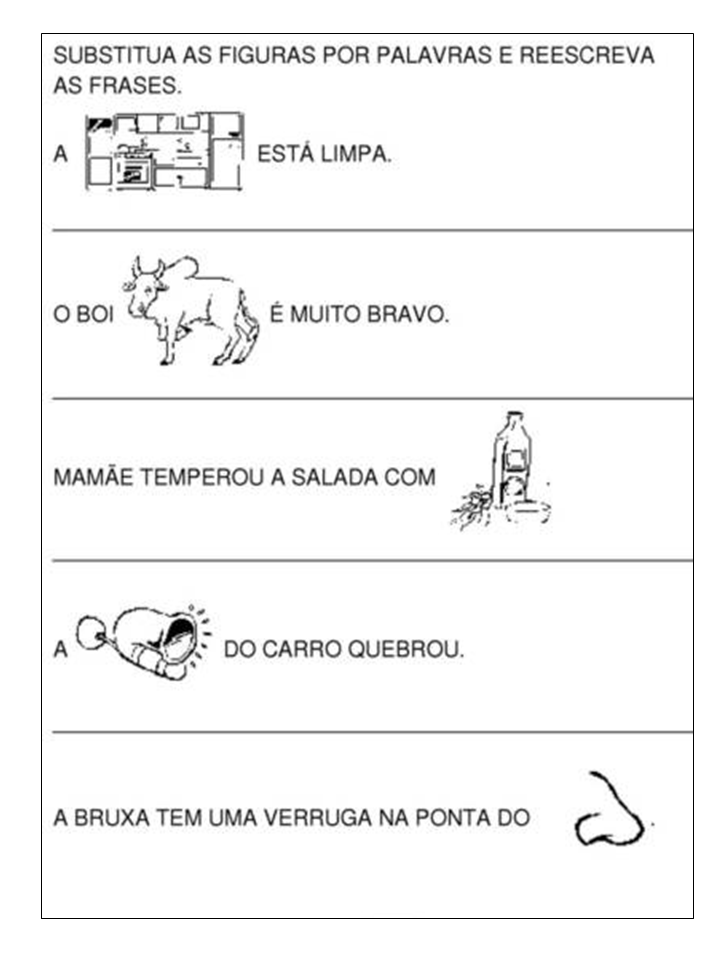 SUBSTITUA AS FIGURAS POR PALAVRAS E REESCREVA
AS FRASES.
A ESTÁ LIMPA.
O BOI É MUITO BRAVO.
MAMÃE TEMPEROU A SALADA COM .
A DO CARRO QUEBROU.
A BRUXA TEM UMA VERRUGA NA PONTA DO .